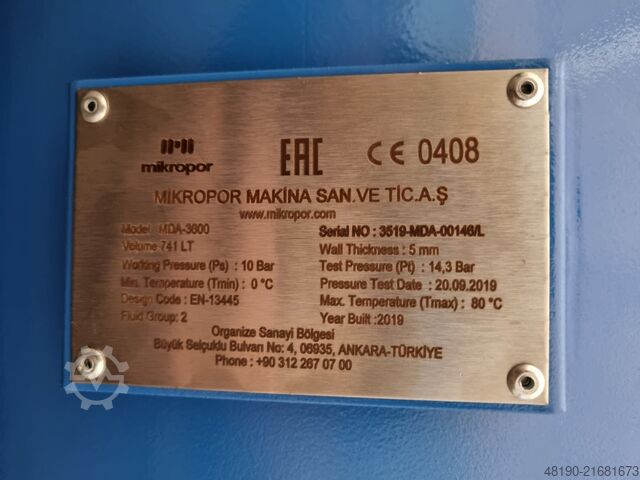 mikropor
EAC CE 0408
MİKROPOR MAKİNA SAN.VE TİC.A.Ş
www.mikropor.com
Model : MDA-3600
Serial NO : 3519-MDA-00146/L
Volume 741 LT
Wall Thickness : 5 mm
Working Pressure (Ps) : 10 Bar
Test Pressure (Pt) : 14,3 Bar
Min. Temperature (Tmin) : 0 °C
Pressure Test Date : 20.09.2019
Design Code : EN-13445
Max. Temperature (Tmax) : 80 °C
Fluid Group: 2
Year Built :2019
Organize Sanayi Bölgesi
Büyük Selçuklu Bulvarı No: 4, 06935, ANKARA-TÜRKİYE
Phone : +90 312 267 07 00
48190-21681673